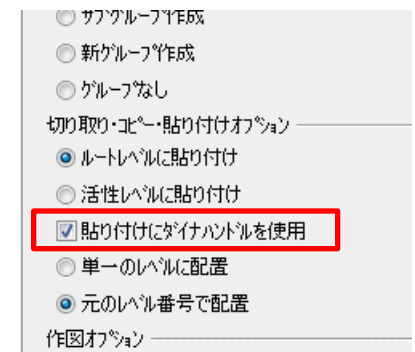 ｻﾌﾞｸﾞﾙｰﾌﾟ作成
新ｸﾞﾙｰﾌﾟ作成
ｸﾞﾙｰﾌﾟなし
切り取り･ｺﾋﾟｰ･貼り付けｵﾌﾟｼｮﾝ
ﾙｰﾄﾚﾍﾞﾙに貼り付け
活性ﾚﾍﾞﾙに貼り付け
貼り付けにﾀﾞｲﾅﾊﾝﾄﾞﾙを使用
単一のﾚﾍﾞﾙに配置
元のﾚﾍﾞﾙ番号で配置
作図ｵﾌﾟｼｮﾝ